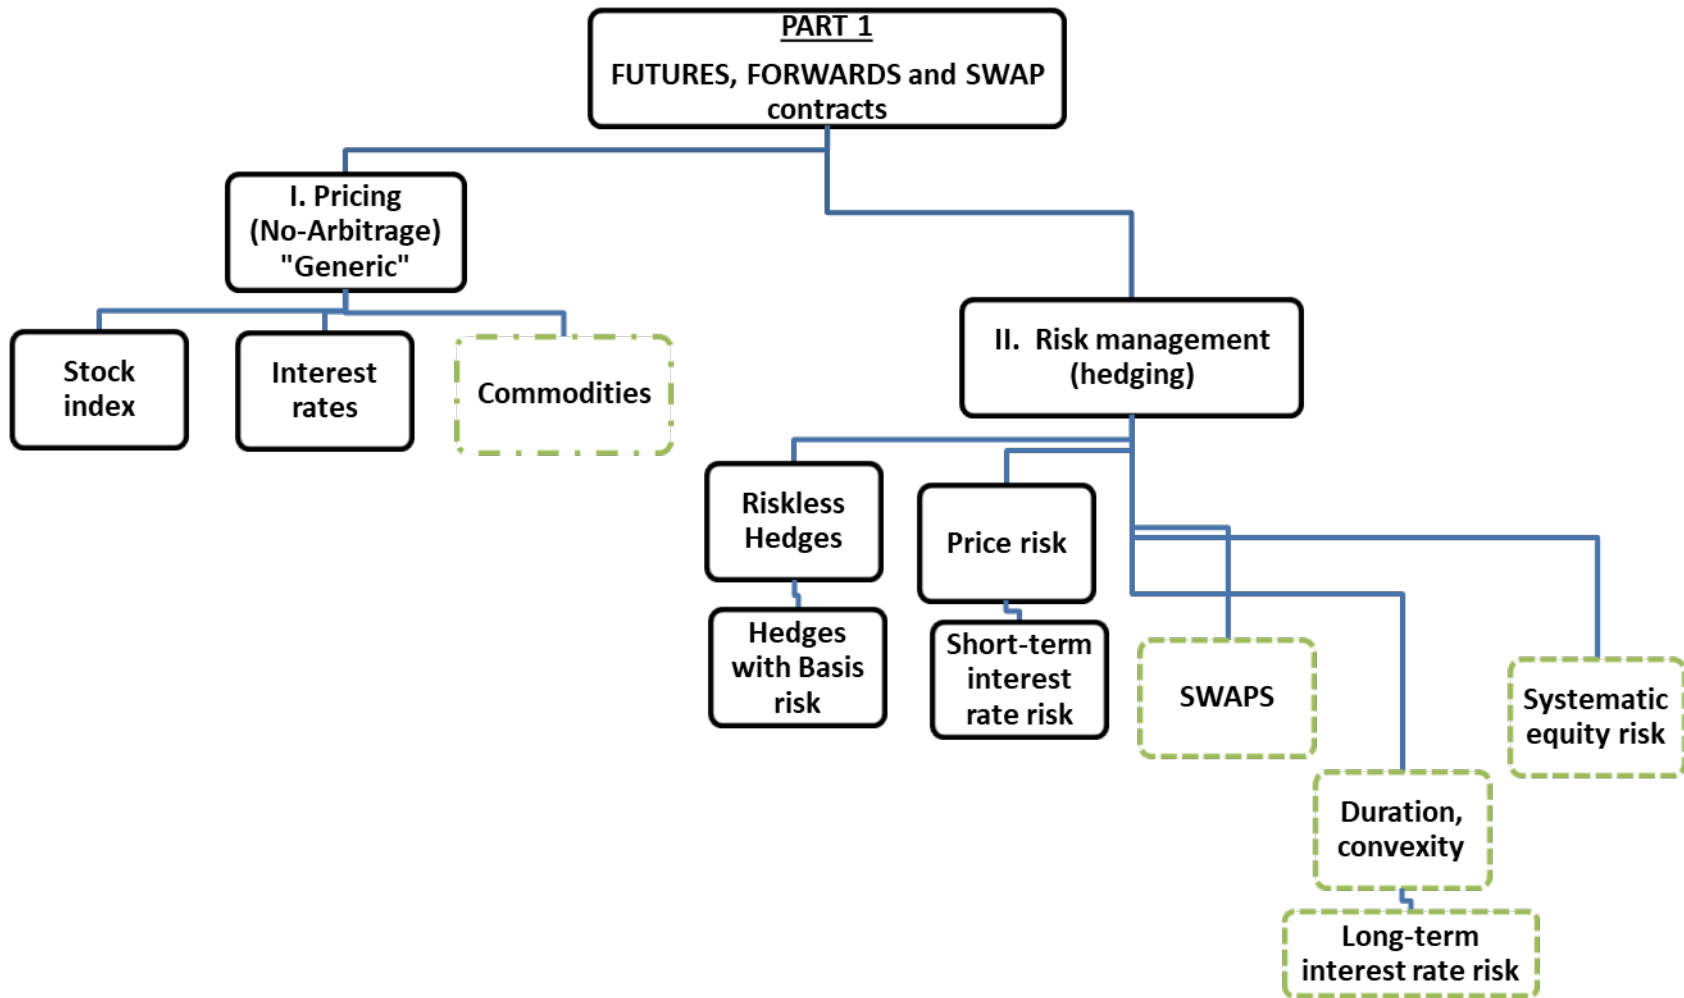 PART 1
FUTURES, FORWARDS and SWAP
contracts
I. Pricing
(No-Arbitrage)
"Generic"
Stock
index
Interest
rates
Commodities
II. Risk management
(hedging)
Riskless
Hedges
Price risk
Hedges
with Basis
risk
Short-term
interest
rate risk
SWAPS
Systematic
equity risk
Duration,
convexity
Long-term
interest rate risk